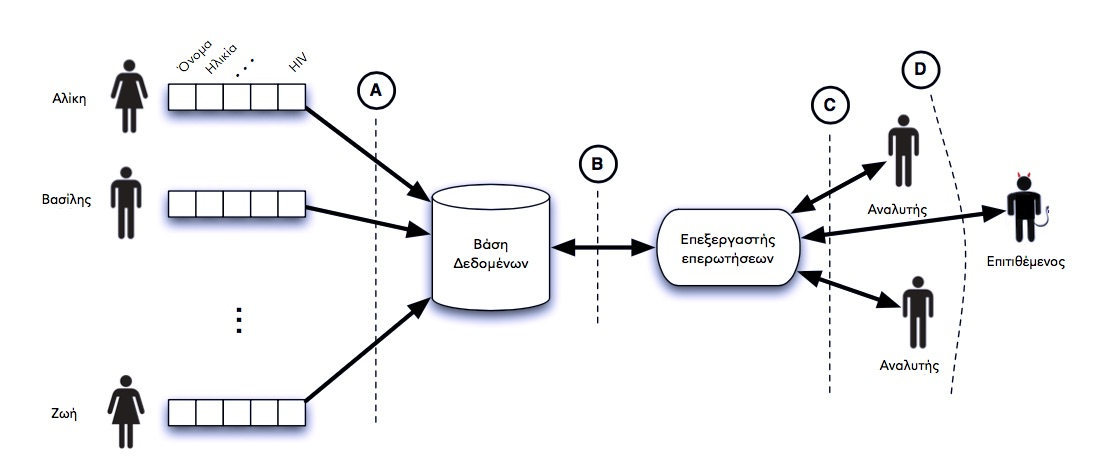 Όνομα
Ηλικία
...
HIV
Αλίκη
Βασίλης
Ζωή
A
B
C
D
Βάση
Δεδομένων
Επεξεργαστής
επερωτήσεων
Αναλυτής
Επιτιθέμενος
Αναλυτής